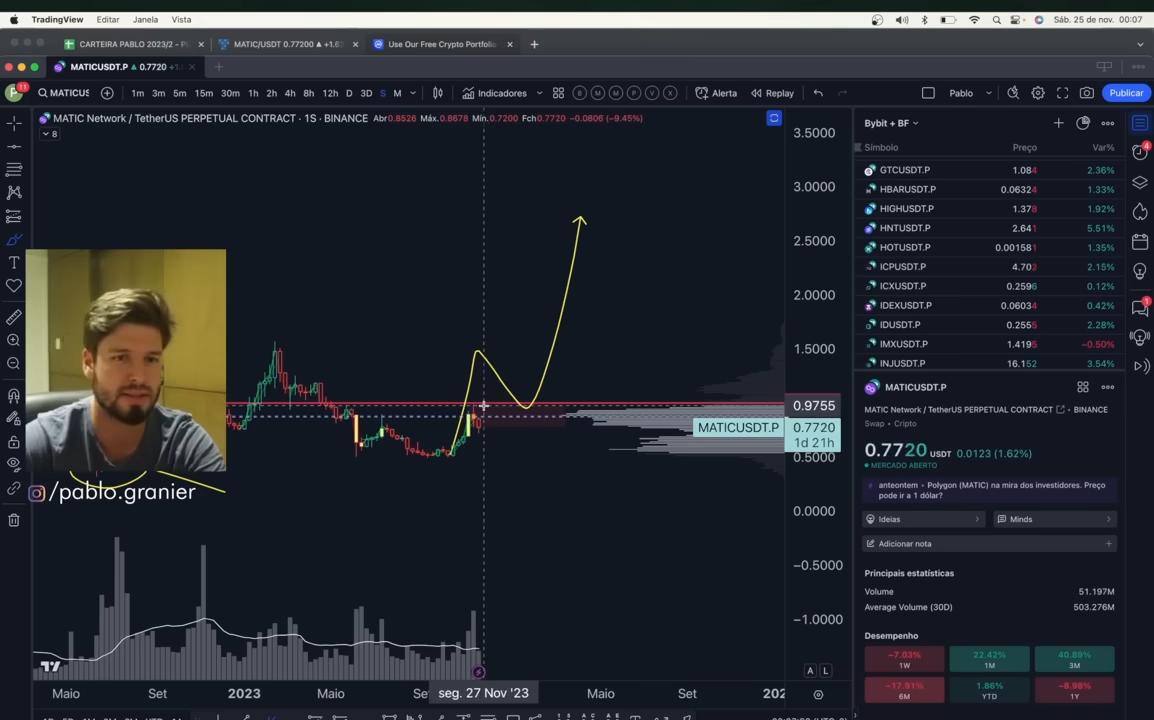 TradingView Editar Janela Vista Sáb. 25 de nov. 00:07
CARTEIRA PABLO 2023/2 - P MATIC/USDT 0.77200 ▲ +1.6 Use Our Free Crypto Portfolio
MATICUSDT.P ▲ 0.7720 +1.
P 11 MATICUS 1m 3m 5m 15m 30m 1h 2h 4h 8h 12h D 3D S M Indicadores B M M P V X Alerta Replay Pablo Publicar
MATIC Network / TetherUS PERPETUAL CONTRACT · 1S · BINANCE Abr0.8526 Máx.0.8678 Mín.0.7200 Fch0.7720 −0.0806 (−9.45%)
8
3.5000
3.0000
2.5000
2.0000
1.5000
0.9755
MATICUSDT.P 0.7720
1d 21h
0.5000
0.0000
−0.5000
−1.0000
/pablo.granier
A L
Maio Set 2023 Maio Se seg. 27 Nov '23 Maio Set 202
Bybit + BF
Símbolo Preço Var%
GTCUSDT.P 1.084 2.36%
HBARUSDT.P 0.06324 1.33%
HIGHUSDT.P 1.378 1.92%
HNTUSDT.P 2.641 5.51%
HOTUSDT.P 0.001581 1.35%
ICPUSDT.P 4.702 2.15%
ICXUSDT.P 0.2596 0.12%
IDEXUSDT.P 0.06034 0.42%
IDUSDT.P 0.2555 2.28%
IMXUSDT.P 1.4195 −0.50%
INJUSDT.P 16.152 3.54%
MATICUSDT.P
MATIC Network / TetherUS PERPETUAL CONTRACT · BINANCE
Swap • Cripto
0.7720 USDT 0.0123 (1.62%)
MERCADO ABERTO
anteontem • Polygon (MATIC) na mira dos investidores. Preço
pode ir a 1 dólar?
Ideias Minds
Adicionar nota
Principais estatísticas
Volume 51.197M
Average Volume (30D) 503.276M
Desempenho
−7.03% 22.42% 40.89%
1W 1M 3M
−17.91% 1.86% −8.98%
6M YTD 1Y
4
1